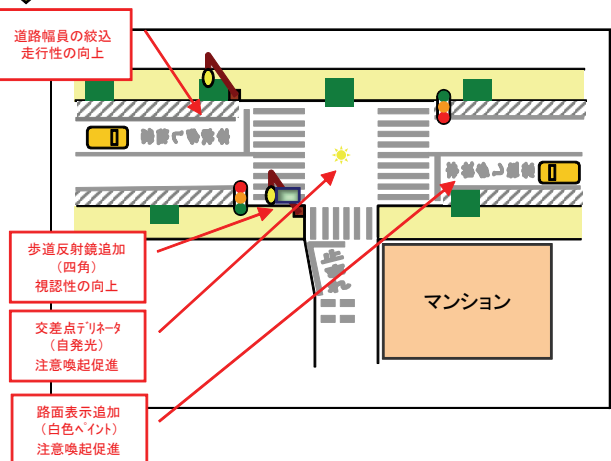 道路幅員の絞込
走行性の向上
歩道反射鏡追加
（四角）
視認性の向上
交差点ﾃﾞﾘﾈｰﾀ
（自発光）
注意喚起促進
路面表示追加
（白色ﾍﾟｲﾝﾄ）
注意喚起促進
マンション